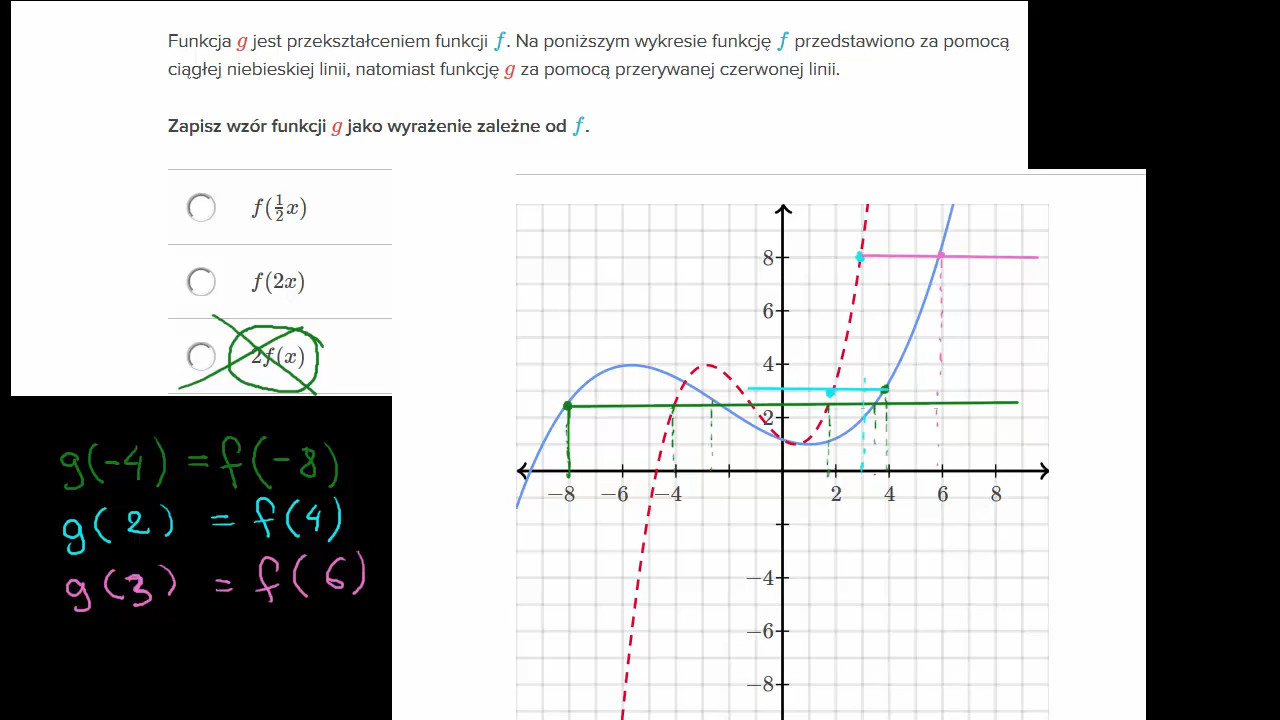 Funkcja g jest przekształceniem funkcji f. Na poniższym wykresie funkcję f przedstawiono za pomocą
ciągłej niebieskiej linii, natomiast funkcję g za pomocą przerywanej czerwonej linii.
Zapisz wzór funkcji g jako wyrażenie zależne od f.
f(½x)
f(2x)
2f(x)
g(-4) = f(-8)
g(2) = f(4)
g(3) = f(6)
8
6
4
2
−8 −6 −4 2 4 6 8
−4
−6
−8